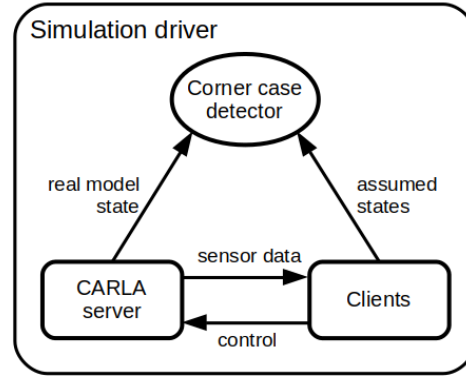 Simulation driver
Corner case
detector
real model
state
assumed
states
sensor data
CARLA
server
Clients
control